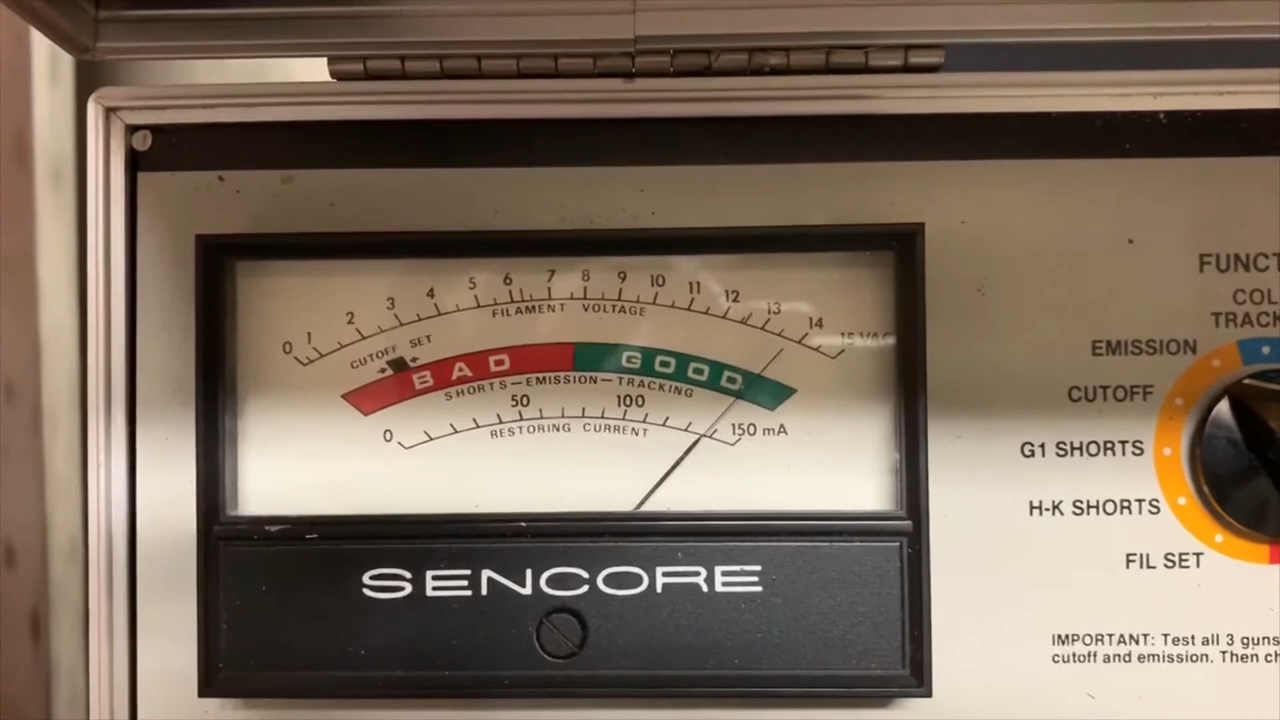 0 1 2 3 4 5 6 7 8 9 10 11 12 13 14 15 VAC
FILAMENT VOLTAGE
CUTOFF SET
BAD GOOD
SHORTS—EMISSION—TRACKING
0 50 100 150 mA
RESTORING CURRENT
SENCORE
FUNCT
COL
TRACK
EMISSION
CUTOFF
G1 SHORTS
H-K SHORTS
FIL SET
IMPORTANT: Test all 3 guns
cutoff and emission. Then ch